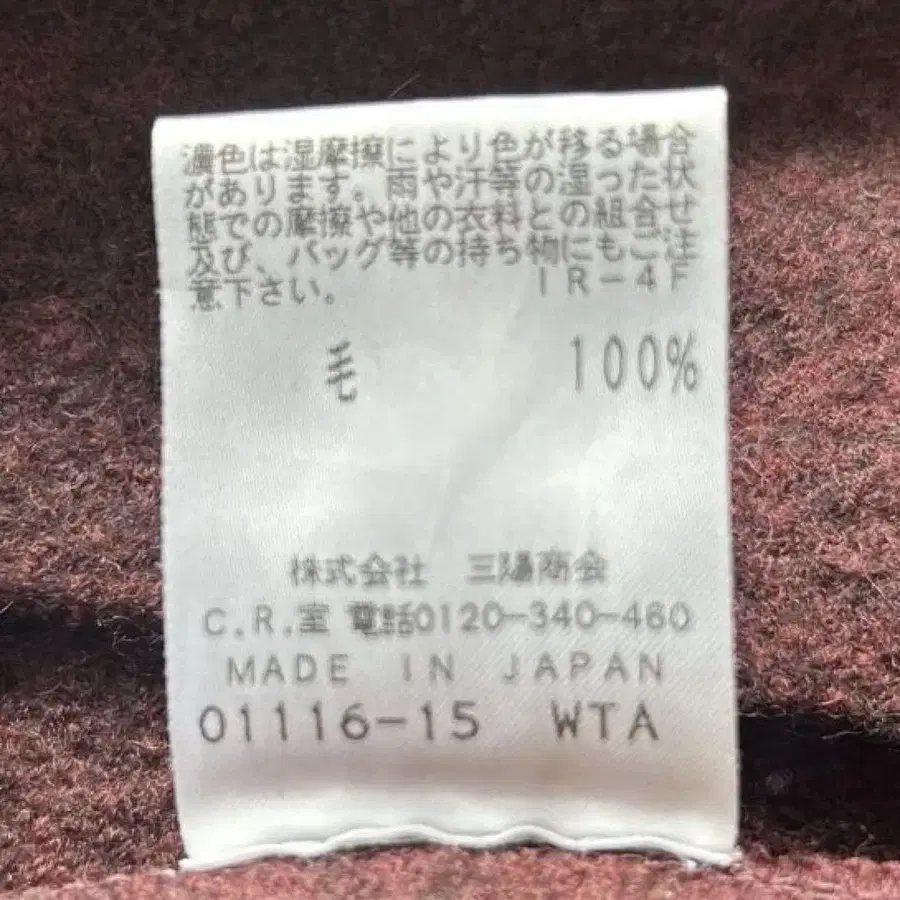 濃色は湿摩擦により色が移る場合
があります。雨や汗等の湿った状
態での摩擦や他の衣料との組合せ
及び、バッグ等の持ち物にもご注
意下さい。 IR-4F
毛 100%
株式会社 三陽商会
C.R.室 電話0120-340-460
MADE IN JAPAN
01116-15 WTA